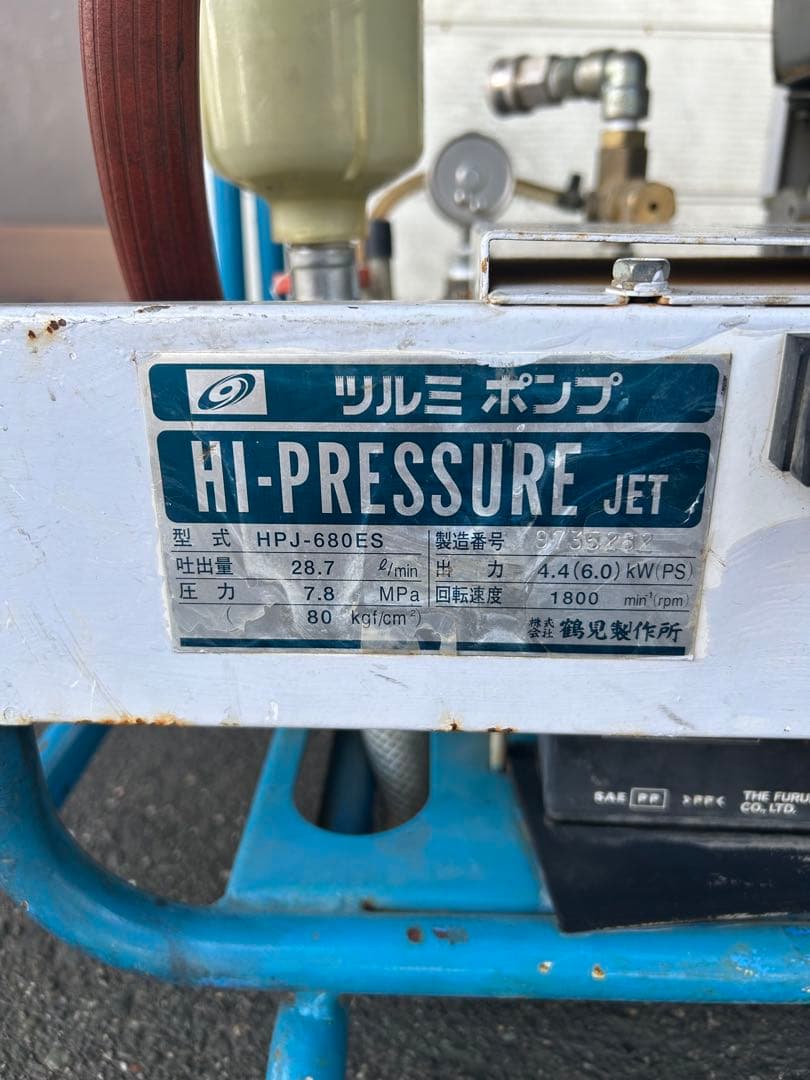 ツルミ ポンプ
HI-PRESSURE JET
型式 HPJ-680ES 製造番号 9735262
吐出量 28.7 ℓ/min 出力 4.4(6.0) kW(PS)
圧力 7.8 MPa 回転速度 1800 min⁻¹(rpm)
( 80 kgf/cm²) 株式会社 鶴見製作所
SAE PP >PP< THE FURU
CO., LTD.